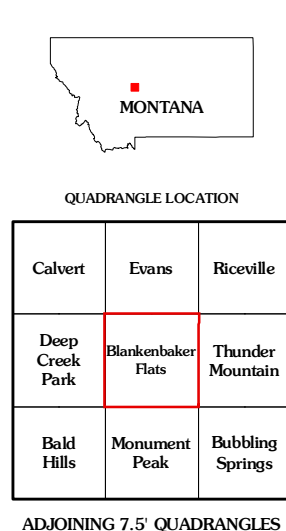 MONTANA
QUADRANGLE LOCATION
Calvert
Evans
Riceville
Deep
Creek
Park
Blankenbaker
Flats
Thunder
Mountain
Bald
Hills
Monument
Peak
Bubbling
Springs
ADJOINING 7.5' QUADRANGLES